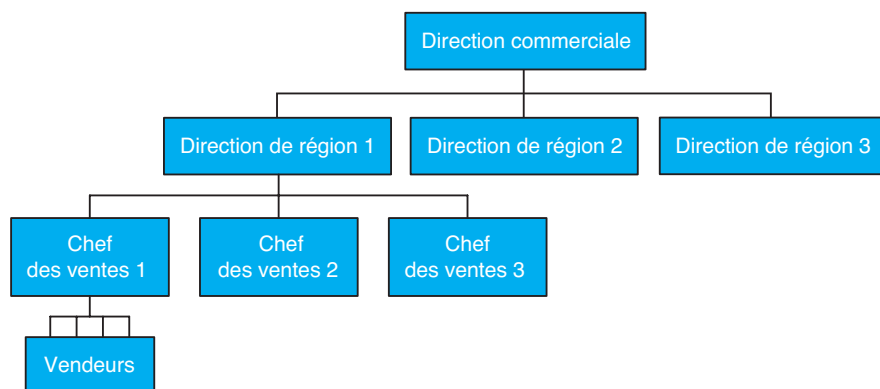 Direction commerciale
Direction de région 1
Direction de région 2
Direction de région 3
Chef
des ventes 1
Chef
des ventes 2
Chef
des ventes 3
Vendeurs